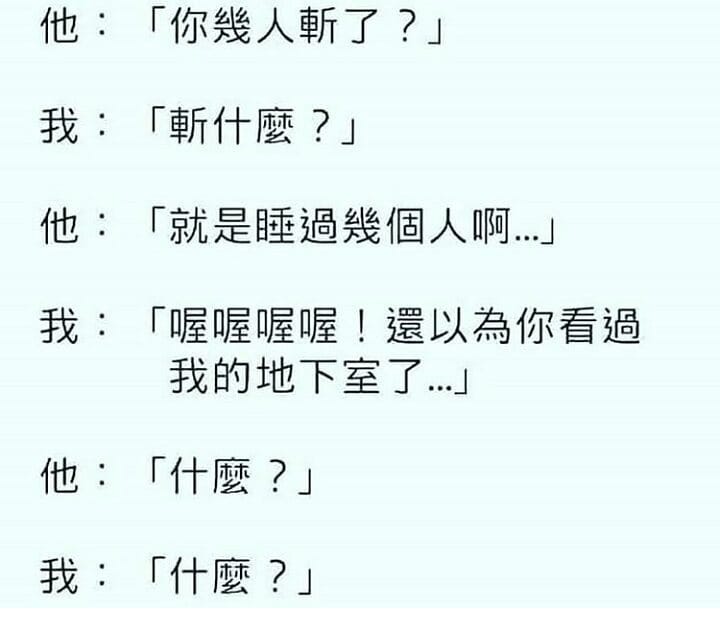 他：「你幾人斬了？」
我：「斬什麼？」
他：「就是睡過幾個人啊...」
我：「喔喔喔喔！還以為你看過
我的地下室了...」
他：「什麼？」
我：「什麼？」